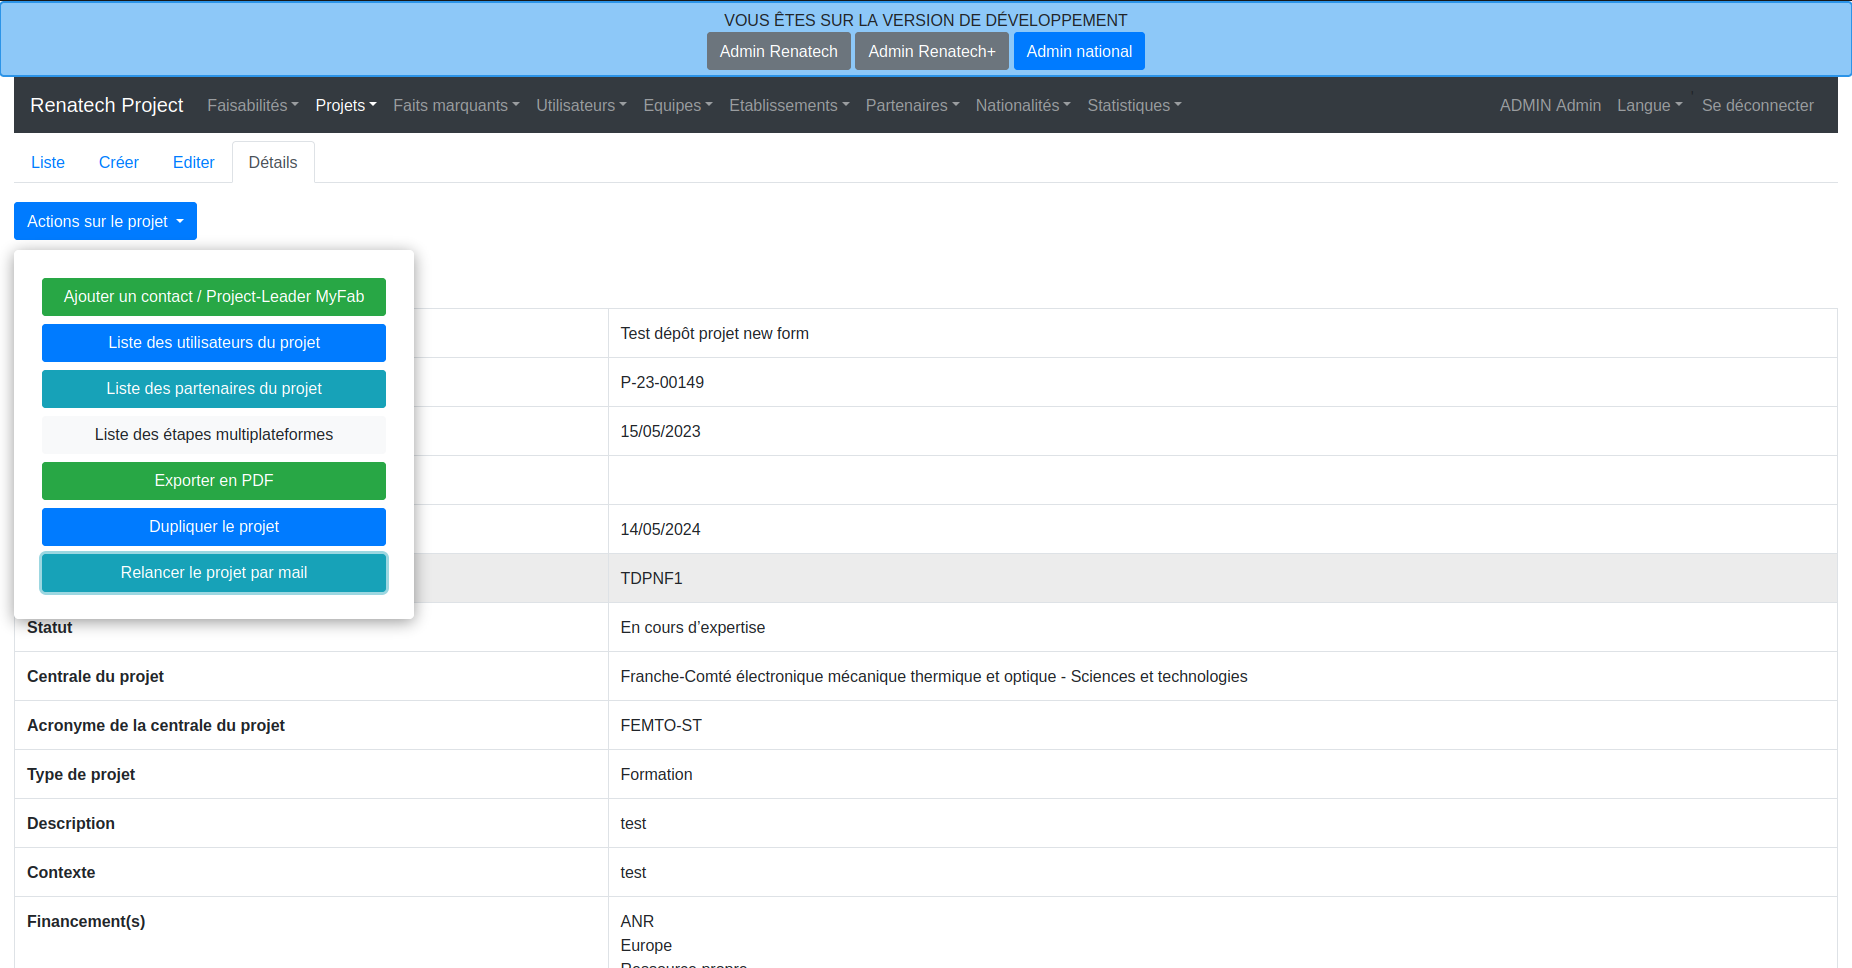 VOUS ÊTES SUR LA VERSION DE DÉVELOPPEMENT
Admin Renatech Admin Renatech+ Admin national
Renatech Project Faisabilités Projets Faits marquants Utilisateurs Equipes Etablissements Partenaires Nationalités Statistiques ADMIN Admin Langue Se déconnecter
Liste Créer Editer Détails
Actions sur le projet
Ajouter un contact / Project-Leader MyFab
Liste des utilisateurs du projet
Liste des partenaires du projet
Liste des étapes multiplateformes
Exporter en PDF
Dupliquer le projet
Relancer le projet par mail
Test dépôt projet new form
P-23-00149
15/05/2023
14/05/2024
TDPNF1
Statut En cours d’expertise
Centrale du projet Franche-Comté électronique mécanique thermique et optique - Sciences et technologies
Acronyme de la centrale du projet FEMTO-ST
Type de projet Formation
Description test
Contexte test
Financement(s) ANR
Europe
Ressource propre